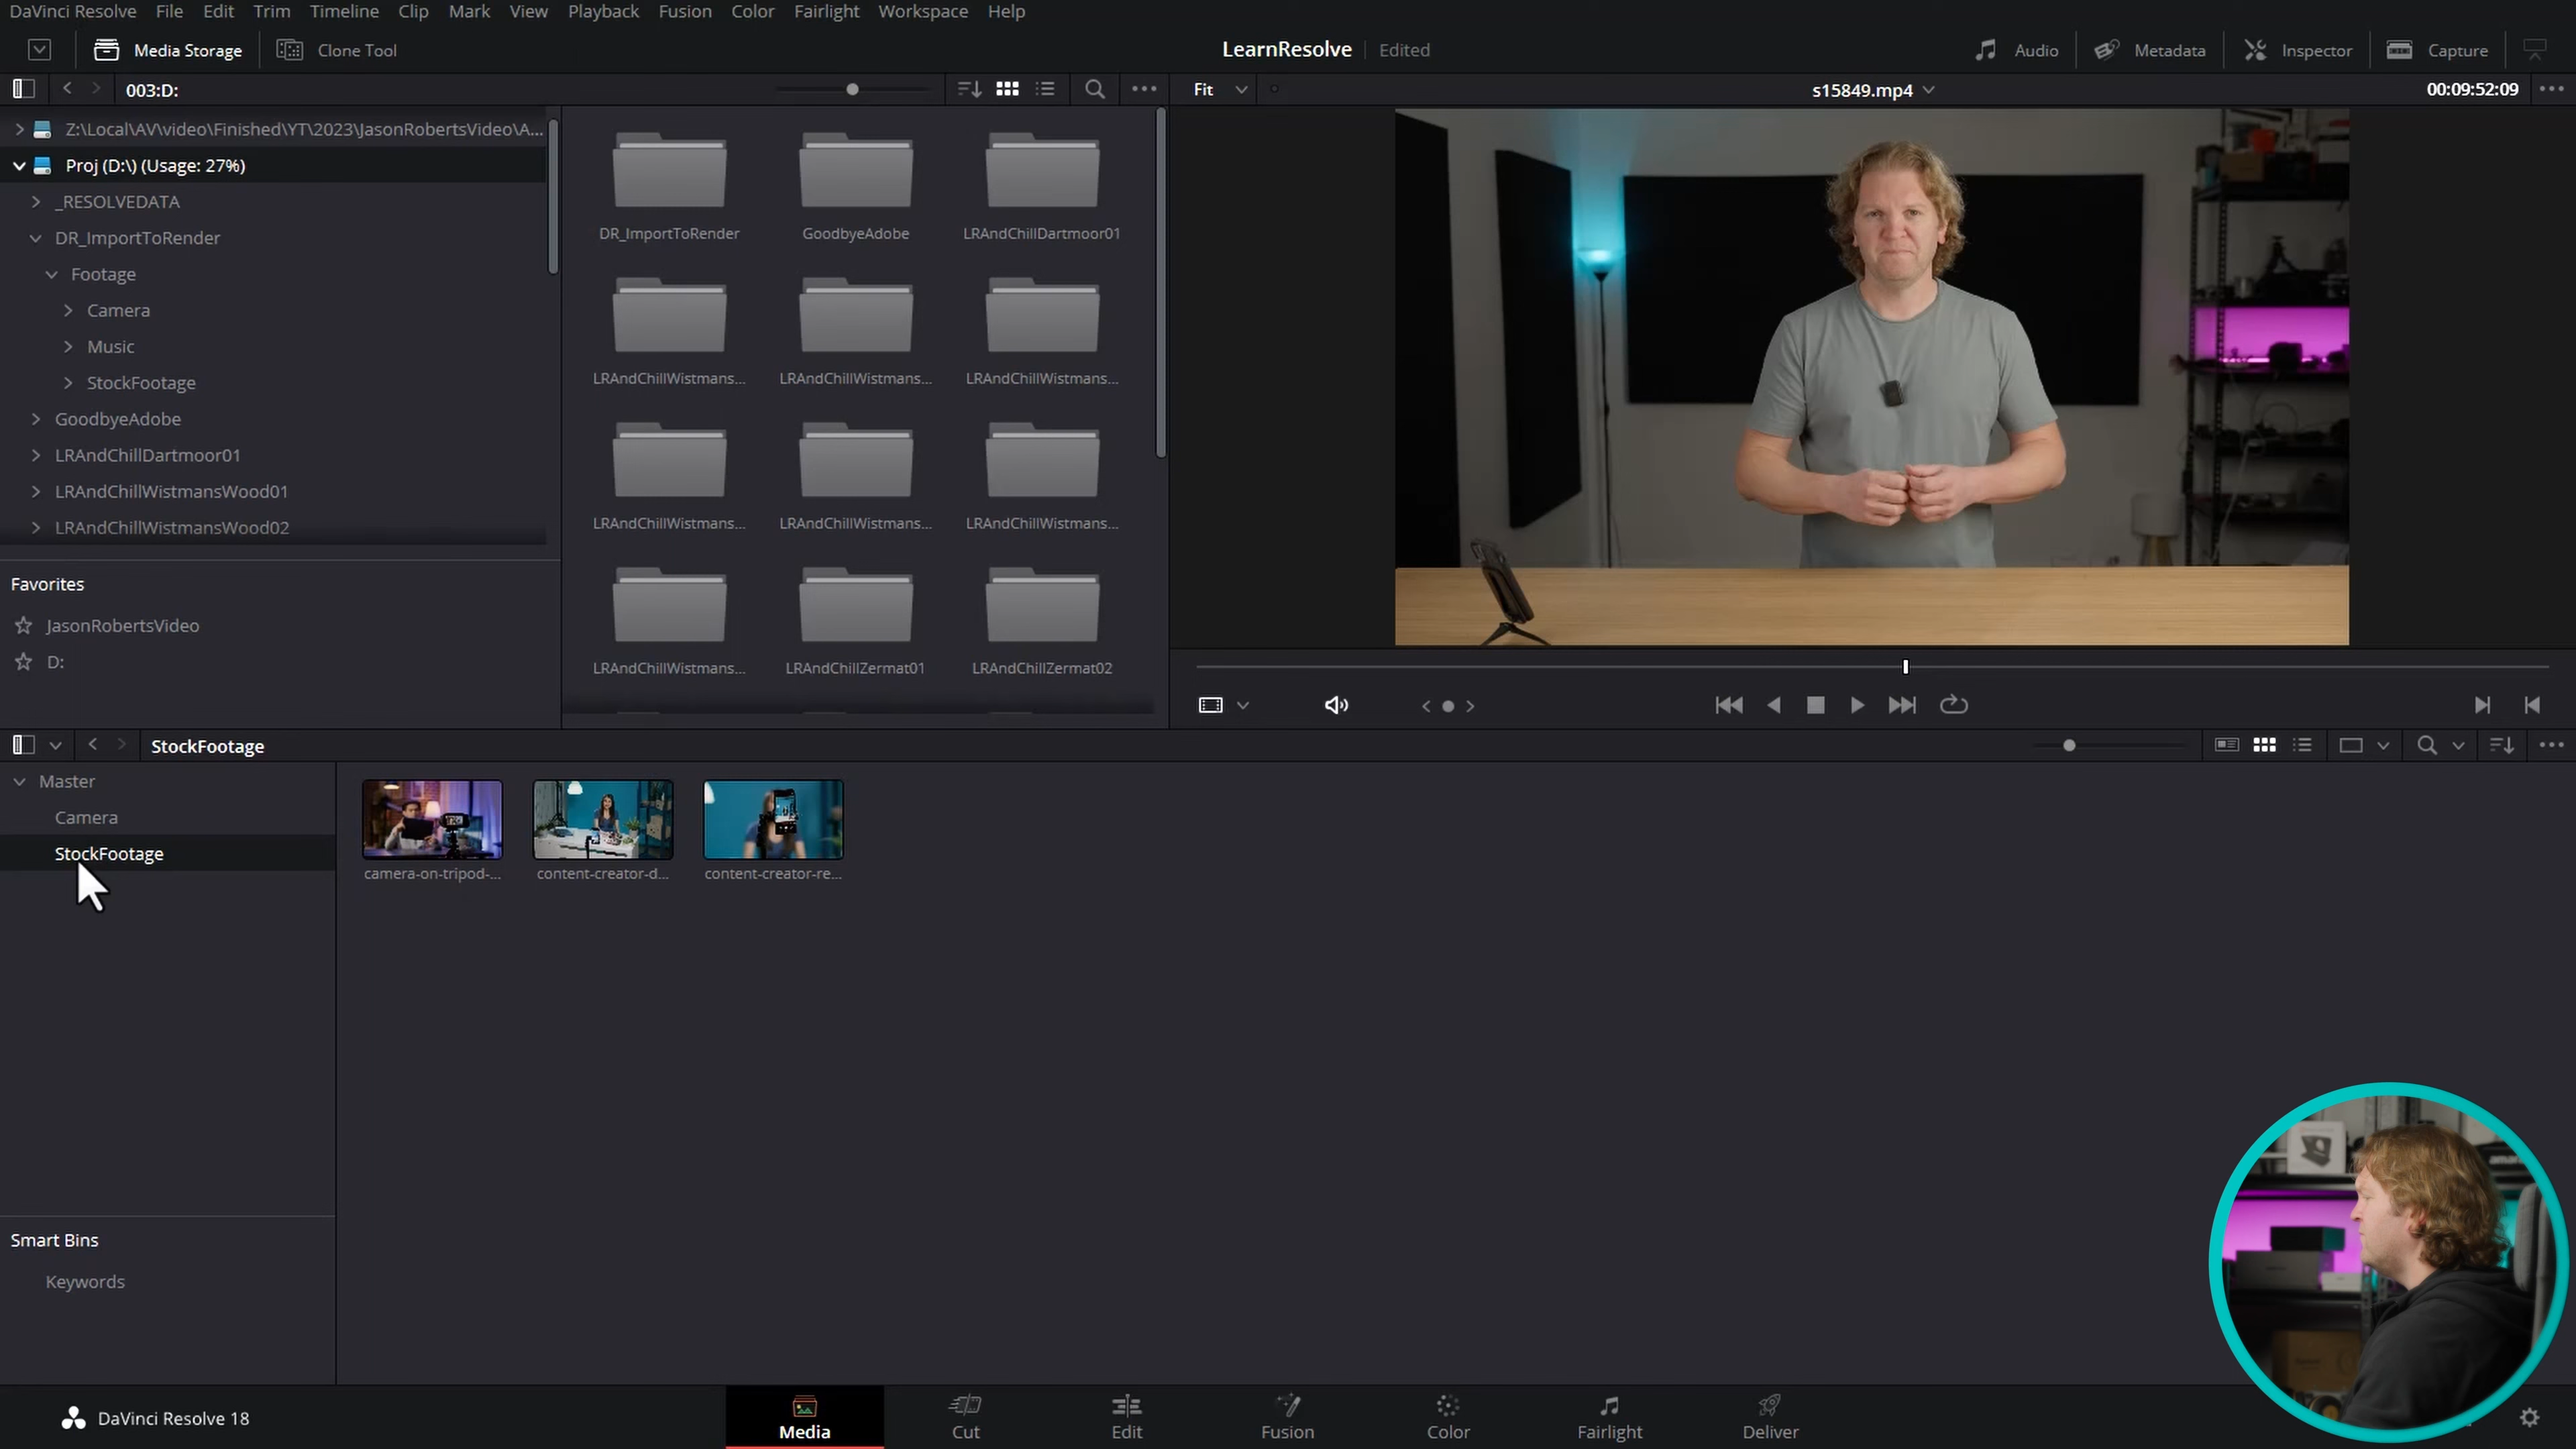 DaVinci Resolve File Edit Trim Timeline Clip Mark View Playback Fusion Color Fairlight Workspace Help
Media Storage Clone Tool LearnResolve Edited Audio Metadata Inspector Capture
003:D: Fit s15849.mp4 00:09:52:09
Z:\Local\AV\video\Finished\YT\2023\JasonRobertsVideo\A...
Proj (D:\) (Usage: 27%)
_RESOLVEDATA
DR_ImportToRender
Footage
Camera
Music
StockFootage
GoodbyeAdobe
LRAndChillDartmoor01
LRAndChillWistmansWood01
LRAndChillWistmansWood02
Favorites
JasonRobertsVideo
D:
DR_ImportToRender GoodbyeAdobe LRAndChillDartmoor01
LRAndChillWistmans... LRAndChillWistmans... LRAndChillWistmans...
LRAndChillWistmans... LRAndChillWistmans... LRAndChillWistmans...
LRAndChillWistmans... LRAndChillZermat01 LRAndChillZermat02
StockFootage
Master
Camera
StockFootage
camera-on-tripod-... content-creator-d... content-creator-re...
Smart Bins
Keywords
DaVinci Resolve 18 Media Cut Edit Fusion Color Fairlight Deliver